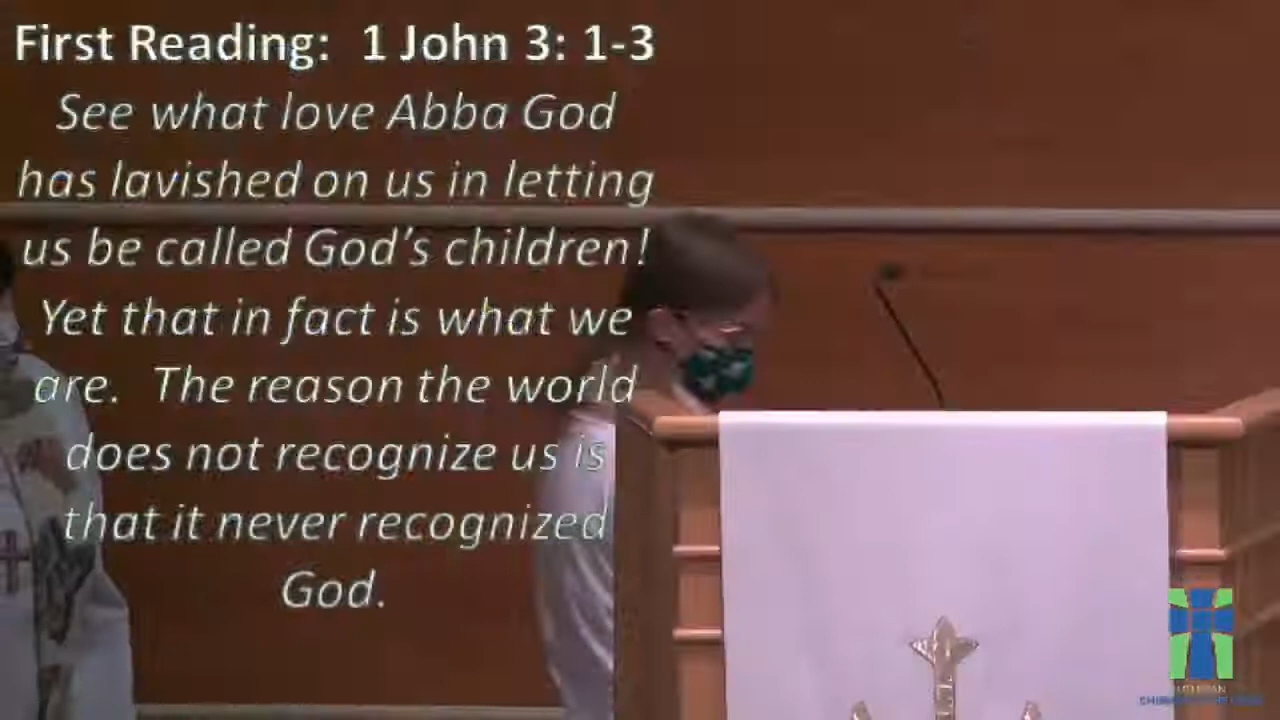 First Reading: 1 John 3: 1-3
See what love Abba God
has lavished on us in letting
us be called God’s children!
Yet that in fact is what we
are. The reason the world
does not recognize us is
that it never recognized
God.